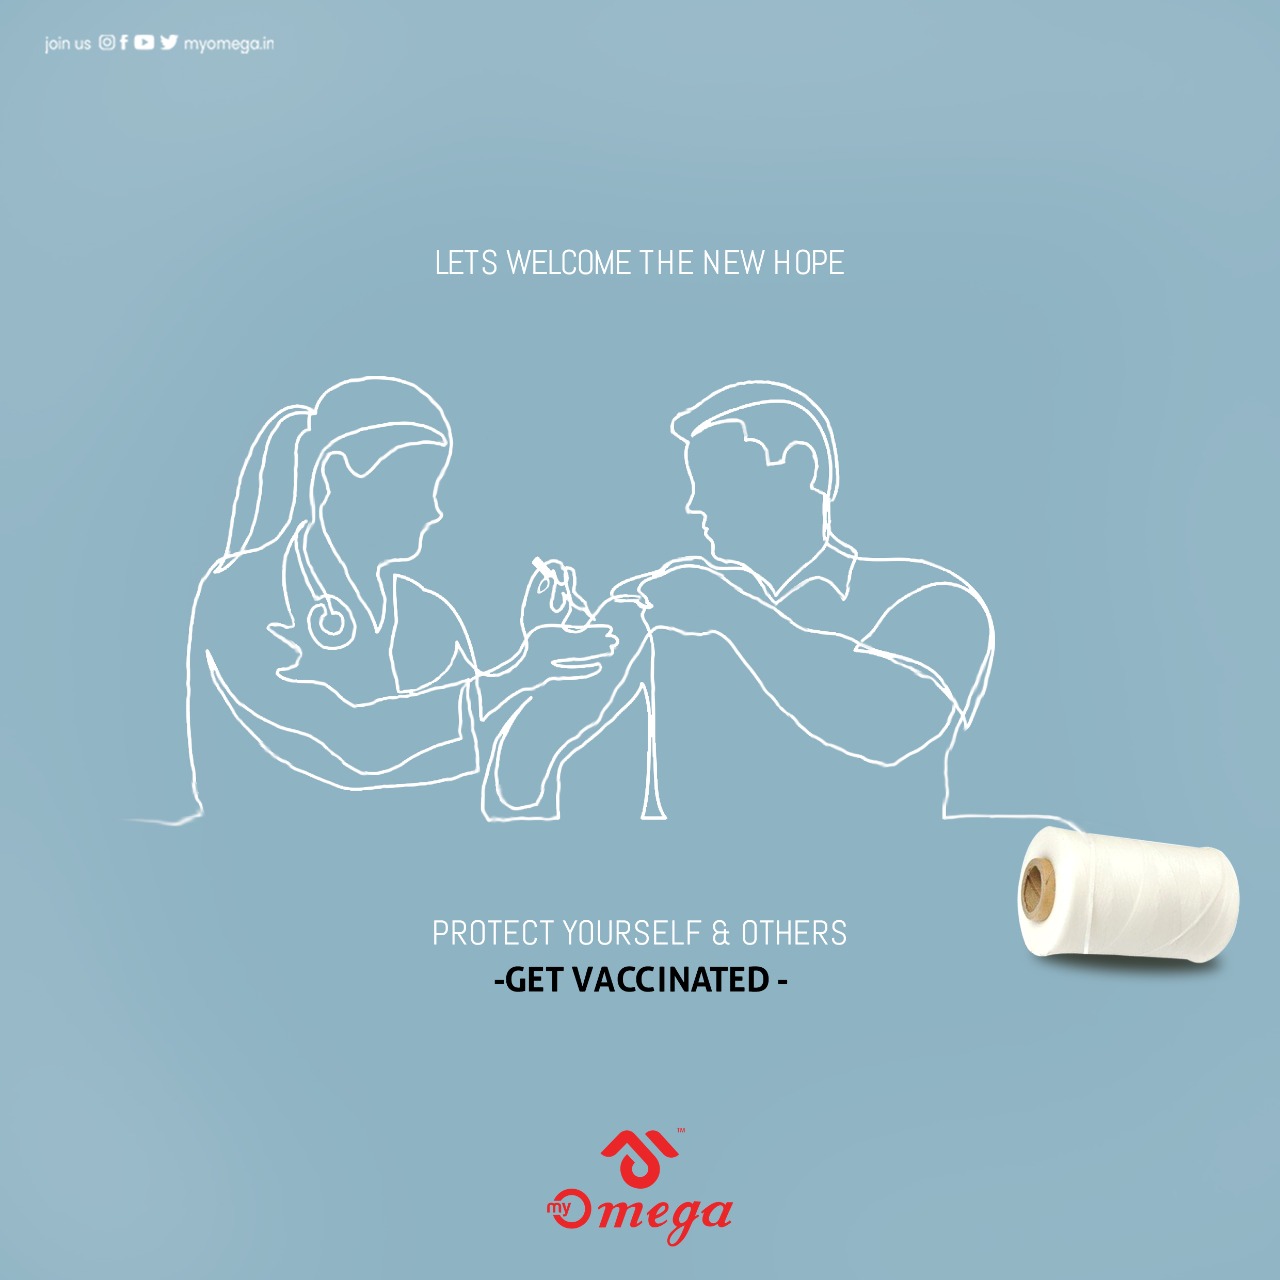 join us myomega.in
LETS WELCOME THE NEW HOPE
PROTECT YOURSELF & OTHERS
-GET VACCINATED -
TM
my Omega